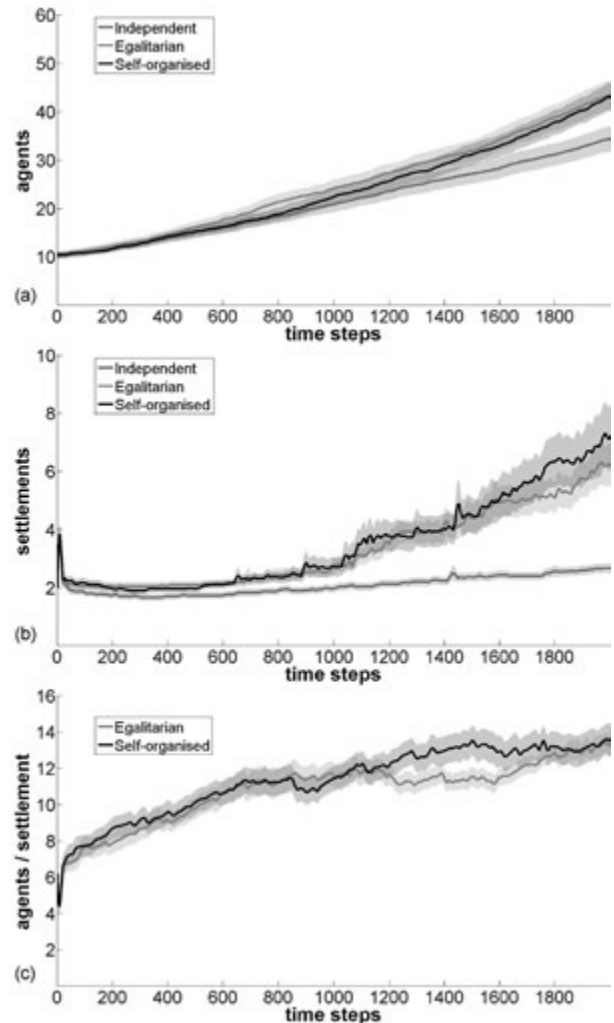 60
50
40
30
20
10
agents
Independent
Egalitarian
Self-organised
(a)
0 200 400 600 800 1000 1200 1400 1600 1800
time steps
10
8
6
4
2
settlements
Independent
Egalitarian
Self-organised
(b)
0 200 400 600 800 1000 1200 1400 1600 1800
time steps
16
14
12
10
8
6
4
2
agents / settlement
Egalitarian
Self-organised
(c)
0 200 400 600 800 1000 1200 1400 1600 1800
time steps